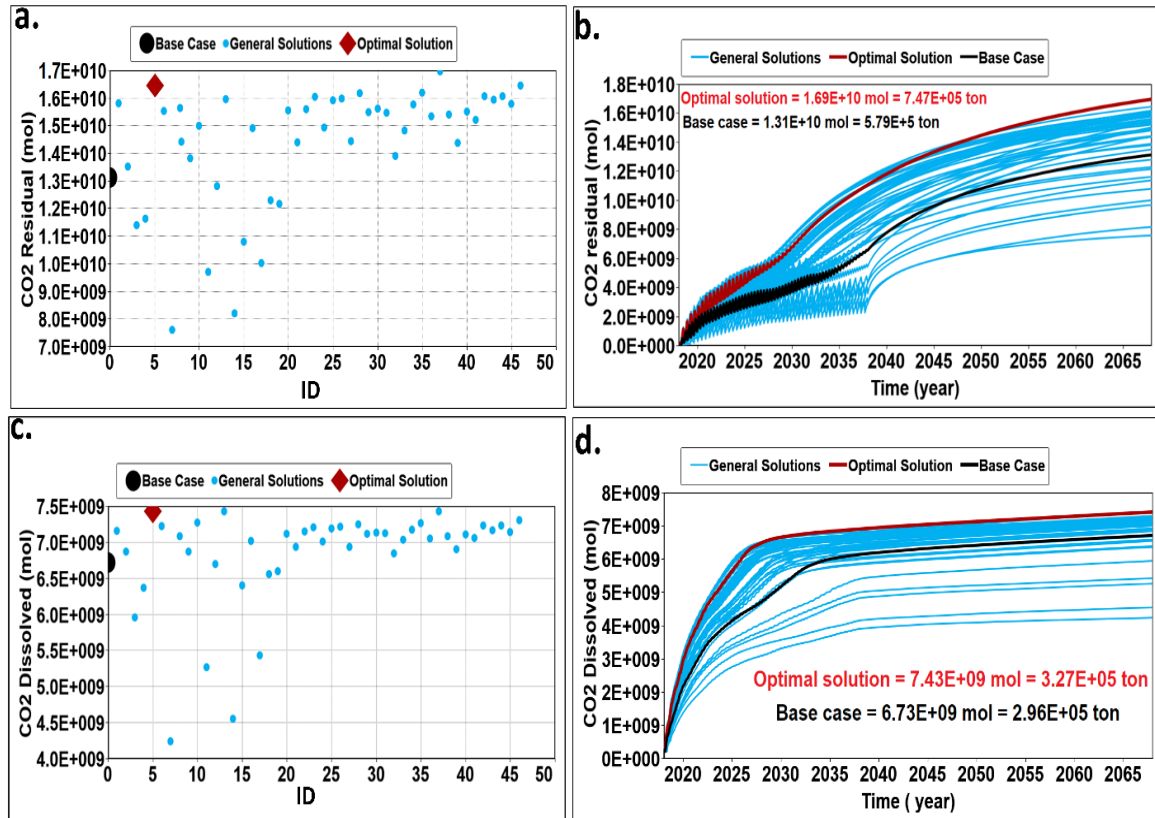 a.
Base Case General Solutions Optimal Solution
1.7E+010
1.6E+010
1.5E+010
1.4E+010
1.3E+010
1.2E+010
1.1E+010
1.0E+010
9.0E+009
8.0E+009
7.0E+009
CO2 Residual (mol)
0 5 10 15 20 25 30 35 40 45 50
ID
b.
General Solutions Optimal Solution Base Case
1.8E+010
1.6E+010
1.4E+010
1.2E+010
1.0E+010
8.0E+009
6.0E+009
4.0E+009
2.0E+009
0.0E+000
CO2 residual (mol)
Optimal solution = 1.69E+10 mol = 7.47E+05 ton
Base case = 1.31E+10 mol = 5.79E+5 ton
2020 2025 2030 2035 2040 2045 2050 2055 2060 2065
Time (year)
c.
Base Case General Solutions Optimal Solution
7.5E+009
7.0E+009
6.5E+009
6.0E+009
5.5E+009
5.0E+009
4.5E+009
4.0E+009
CO2 Dissolved (mol)
0 5 10 15 20 25 30 35 40 45 50
ID
d.
General Solutions Optimal Solution Base Case
8E+009
7E+009
6E+009
5E+009
4E+009
3E+009
2E+009
1E+009
0E+000
CO2 Dissolved (mol)
Optimal solution = 7.43E+09 mol = 3.27E+05 ton
Base case = 6.73E+09 mol = 2.96E+05 ton
2020 2025 2030 2035 2040 2045 2050 2055 2060 2065
Time ( year)